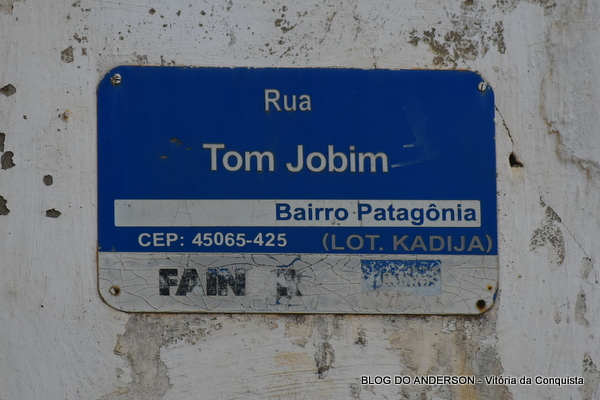 Rua
Tom Jobim
Bairro Patagônia
CEP: 45065-425 (LOT. KADIJA)
BLOG DO ANDERSON - Vitória da Conquista